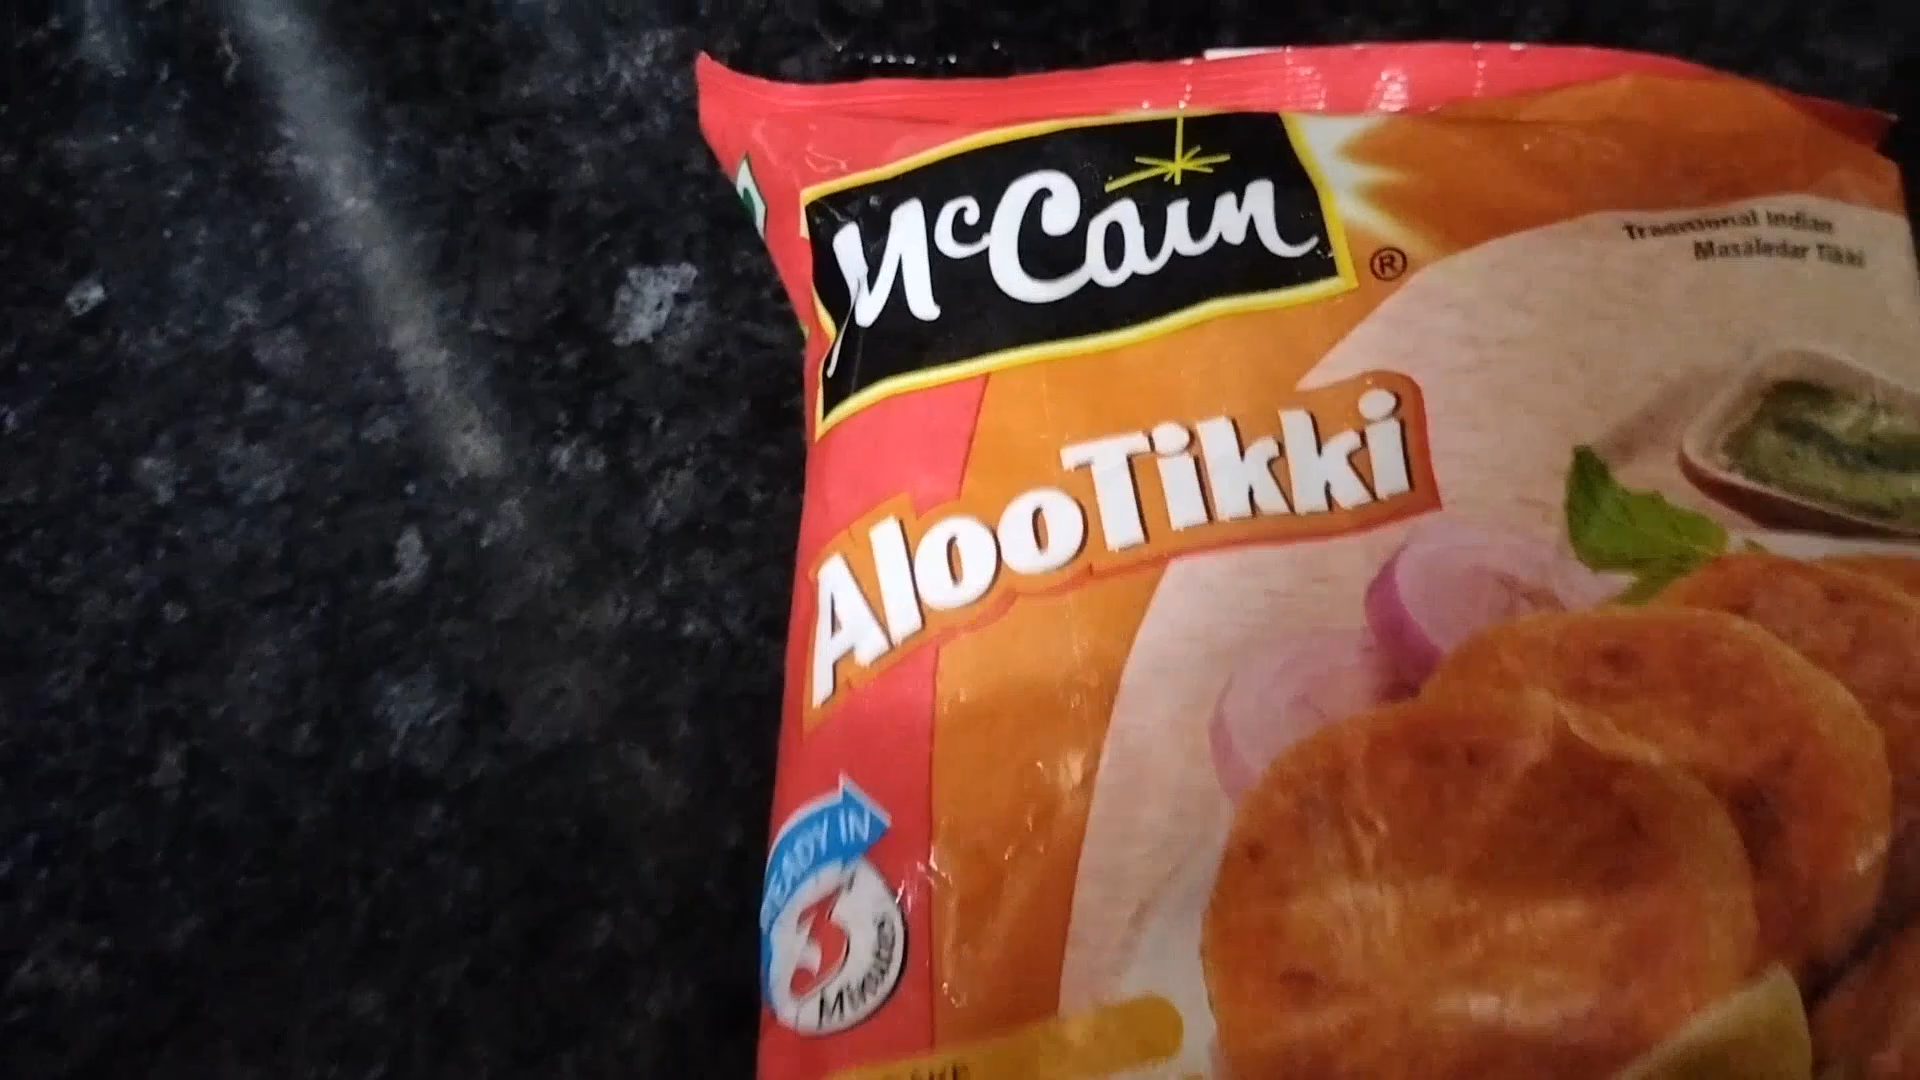 McCain
®
Traditional Indian
Masaledar Tikki
AlooTikki
READY IN
3
Minutes